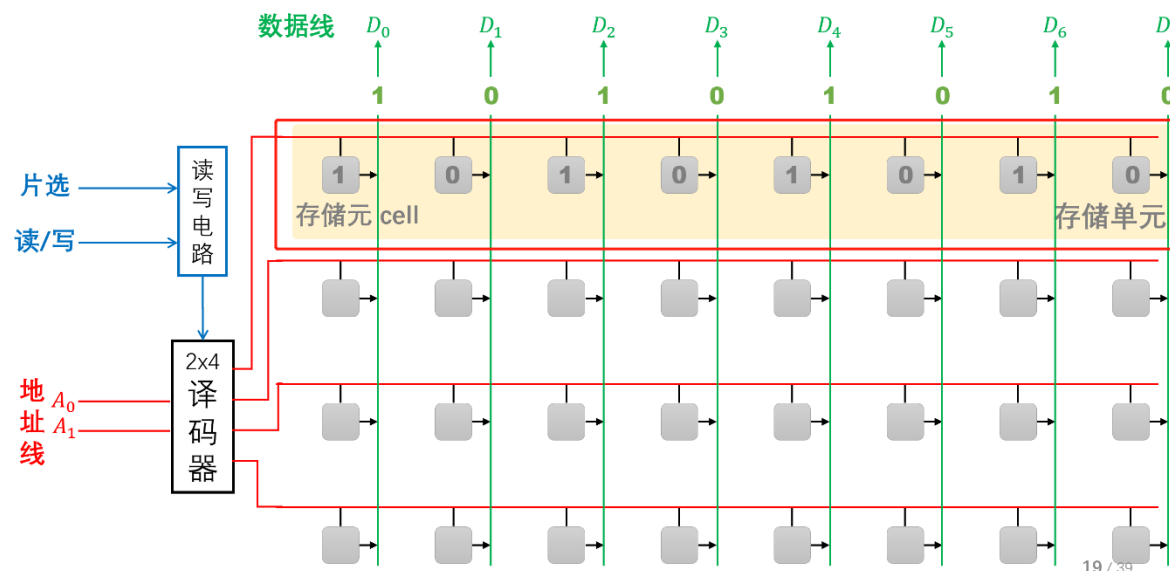 数据线 D₀ D₁ D₂ D₃ D₄ D₅ D₆ D
1 0 1 0 1 0 1 0
片选
读/写
读写电路
1 0 1 0 1 0 1 0
存储元 cell
存储单元
2x4
译码器
地址线
A₀
A₁
19 / 39